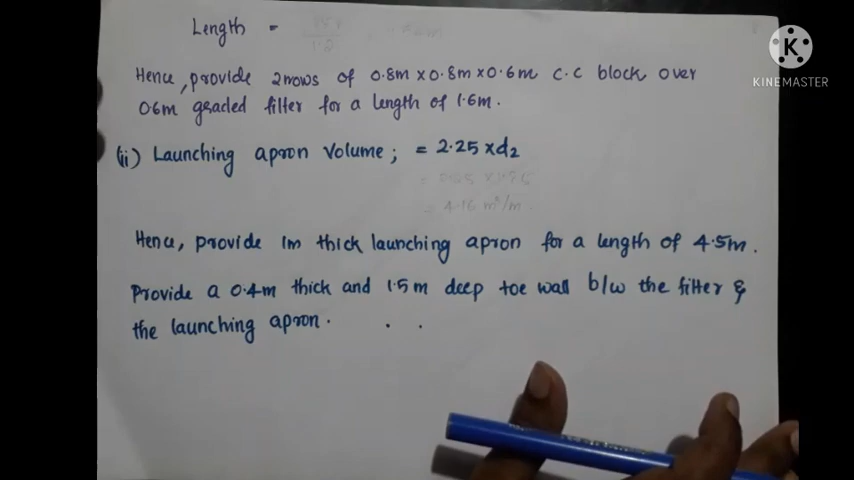 Length =
K
KINEMASTER
Hence, provide 2 rows of 0.8m x 0.8m x 0.6m C.C block over
0.6m graded filter for a length of 1.6m.
(ii) Launching apron volume; = 2.25 x d2
= 4.16 m³/m.
Hence, provide 1m thick launching apron for a length of 4.5m.
Provide a 0.4m thick and 1.5m deep toe wall b/w the filter &
the launching apron.